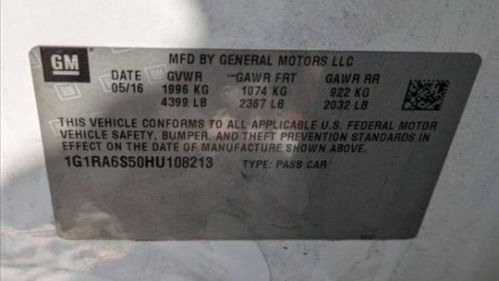 GM
MFD BY GENERAL MOTORS LLC
DATE GVWR GAWR FRT GAWR RR
05/16 1996 KG 1074 KG 922 KG
4399 LB 2367 LB 2032 LB
THIS VEHICLE CONFORMS TO ALL APPLICABLE U.S. FEDERAL MOTOR
VEHICLE SAFETY, BUMPER, AND THEFT PREVENTION STANDARDS IN
EFFECT ON THE DATE OF MANUFACTURE SHOWN ABOVE.
1G1RA6S50HU108213 TYPE: PASS CAR